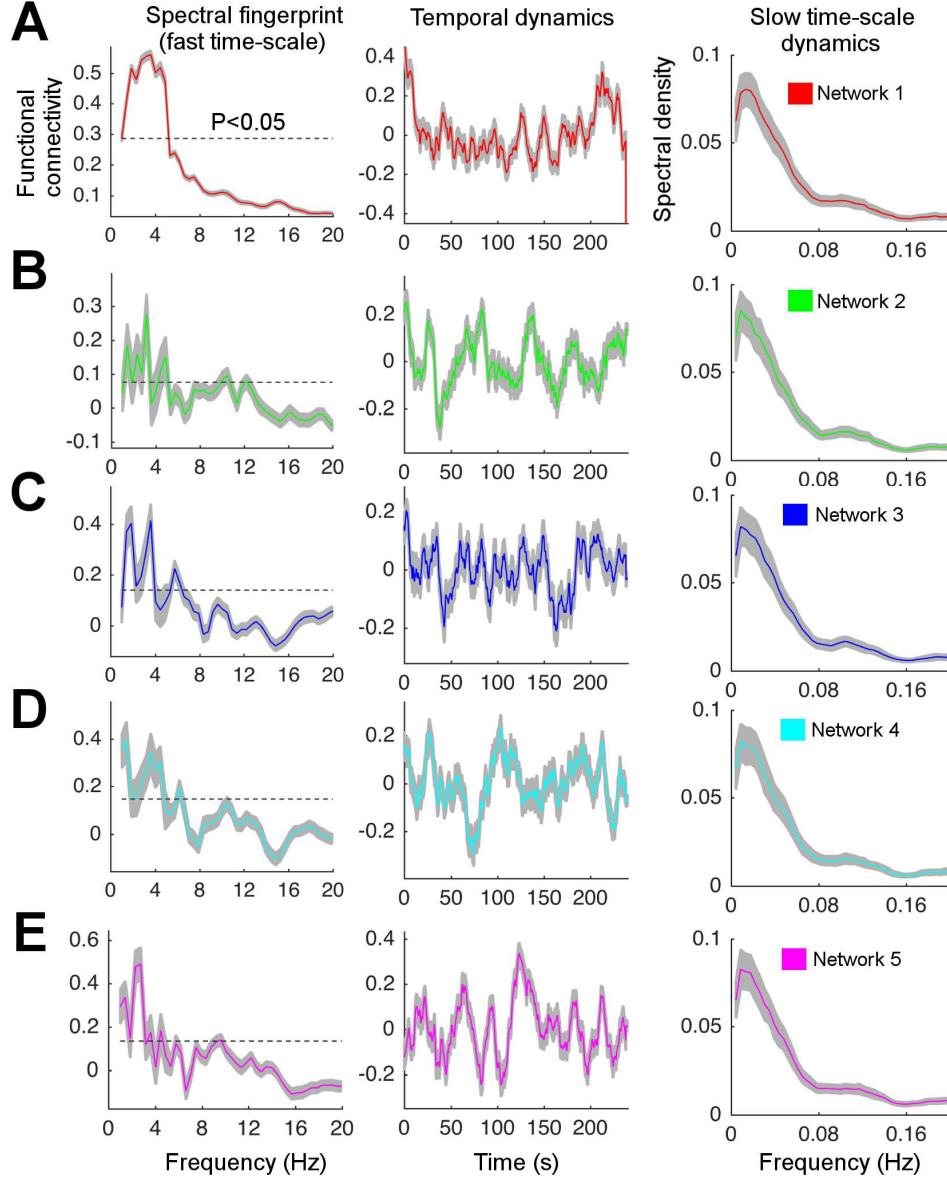 A
Spectral fingerprint
(fast time-scale)
Temporal dynamics
Slow time-scale
dynamics
Functional
connectivity
0.5
0.3
0.1
P<0.05
0 4 8 12 16 20
0.4
0.2
0
-0.2
-0.4
0 50 100 150 200
Spectral density
0.1
0.05
0
Network 1
0 0.08 0.16
B
0.3
0.2
0.1
0
-0.1
0 4 8 12 16 20
0.2
0
-0.2
0 50 100 150 200
0.1
0.05
0
Network 2
0 0.08 0.16
C
0.4
0.2
0
0 4 8 12 16 20
0.2
0
-0.2
0 50 100 150 200
0.1
0.05
0
Network 3
0 0.08 0.16
D
0.4
0.2
0
0 4 8 12 16 20
0.2
0
-0.2
0 50 100 150 200
0.1
0.05
0
Network 4
0 0.08 0.16
E
0.6
0.4
0.2
0
0 4 8 12 16 20
Frequency (Hz)
0.4
0.2
0
-0.2
0 50 100 150 200
Time (s)
0.1
0.05
0
Network 5
0 0.08 0.16
Frequency (Hz)